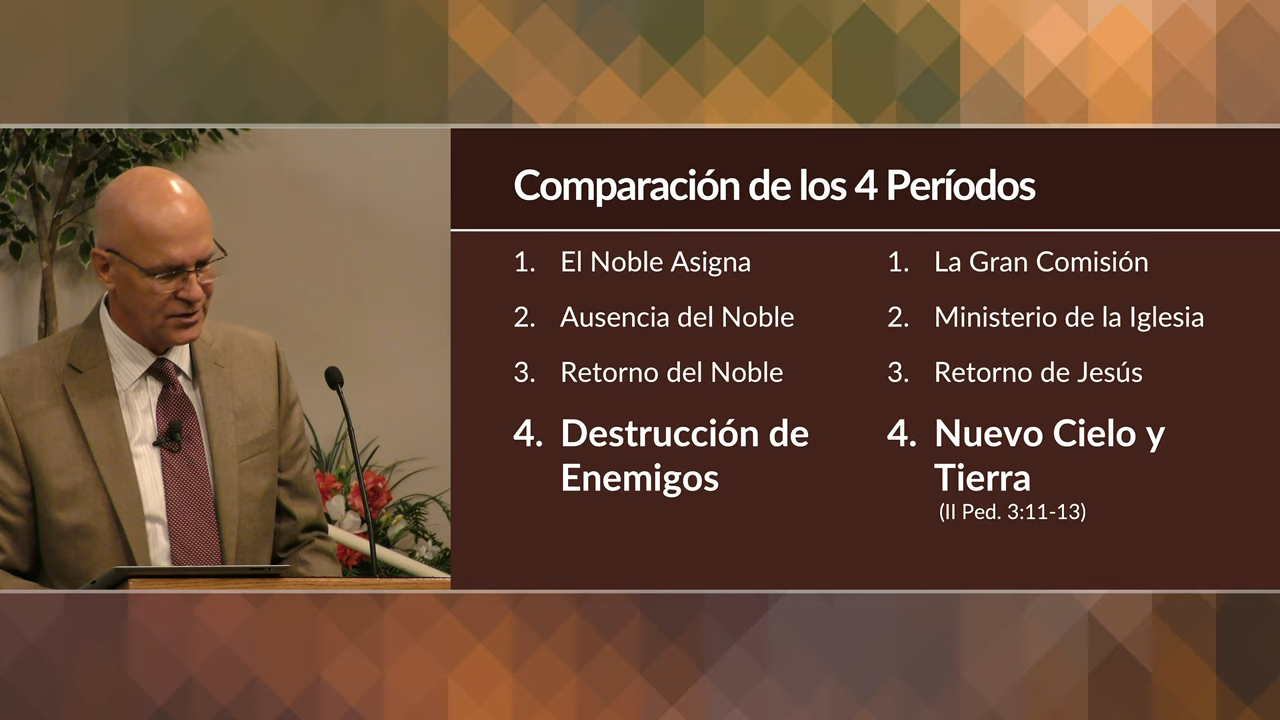 Comparación de los 4 Períodos
1. El Noble Asigna
2. Ausencia del Noble
3. Retorno del Noble
4. Destrucción de
Enemigos
1. La Gran Comisión
2. Ministerio de la Iglesia
3. Retorno de Jesús
4. Nuevo Cielo y
Tierra
(II Ped. 3:11-13)